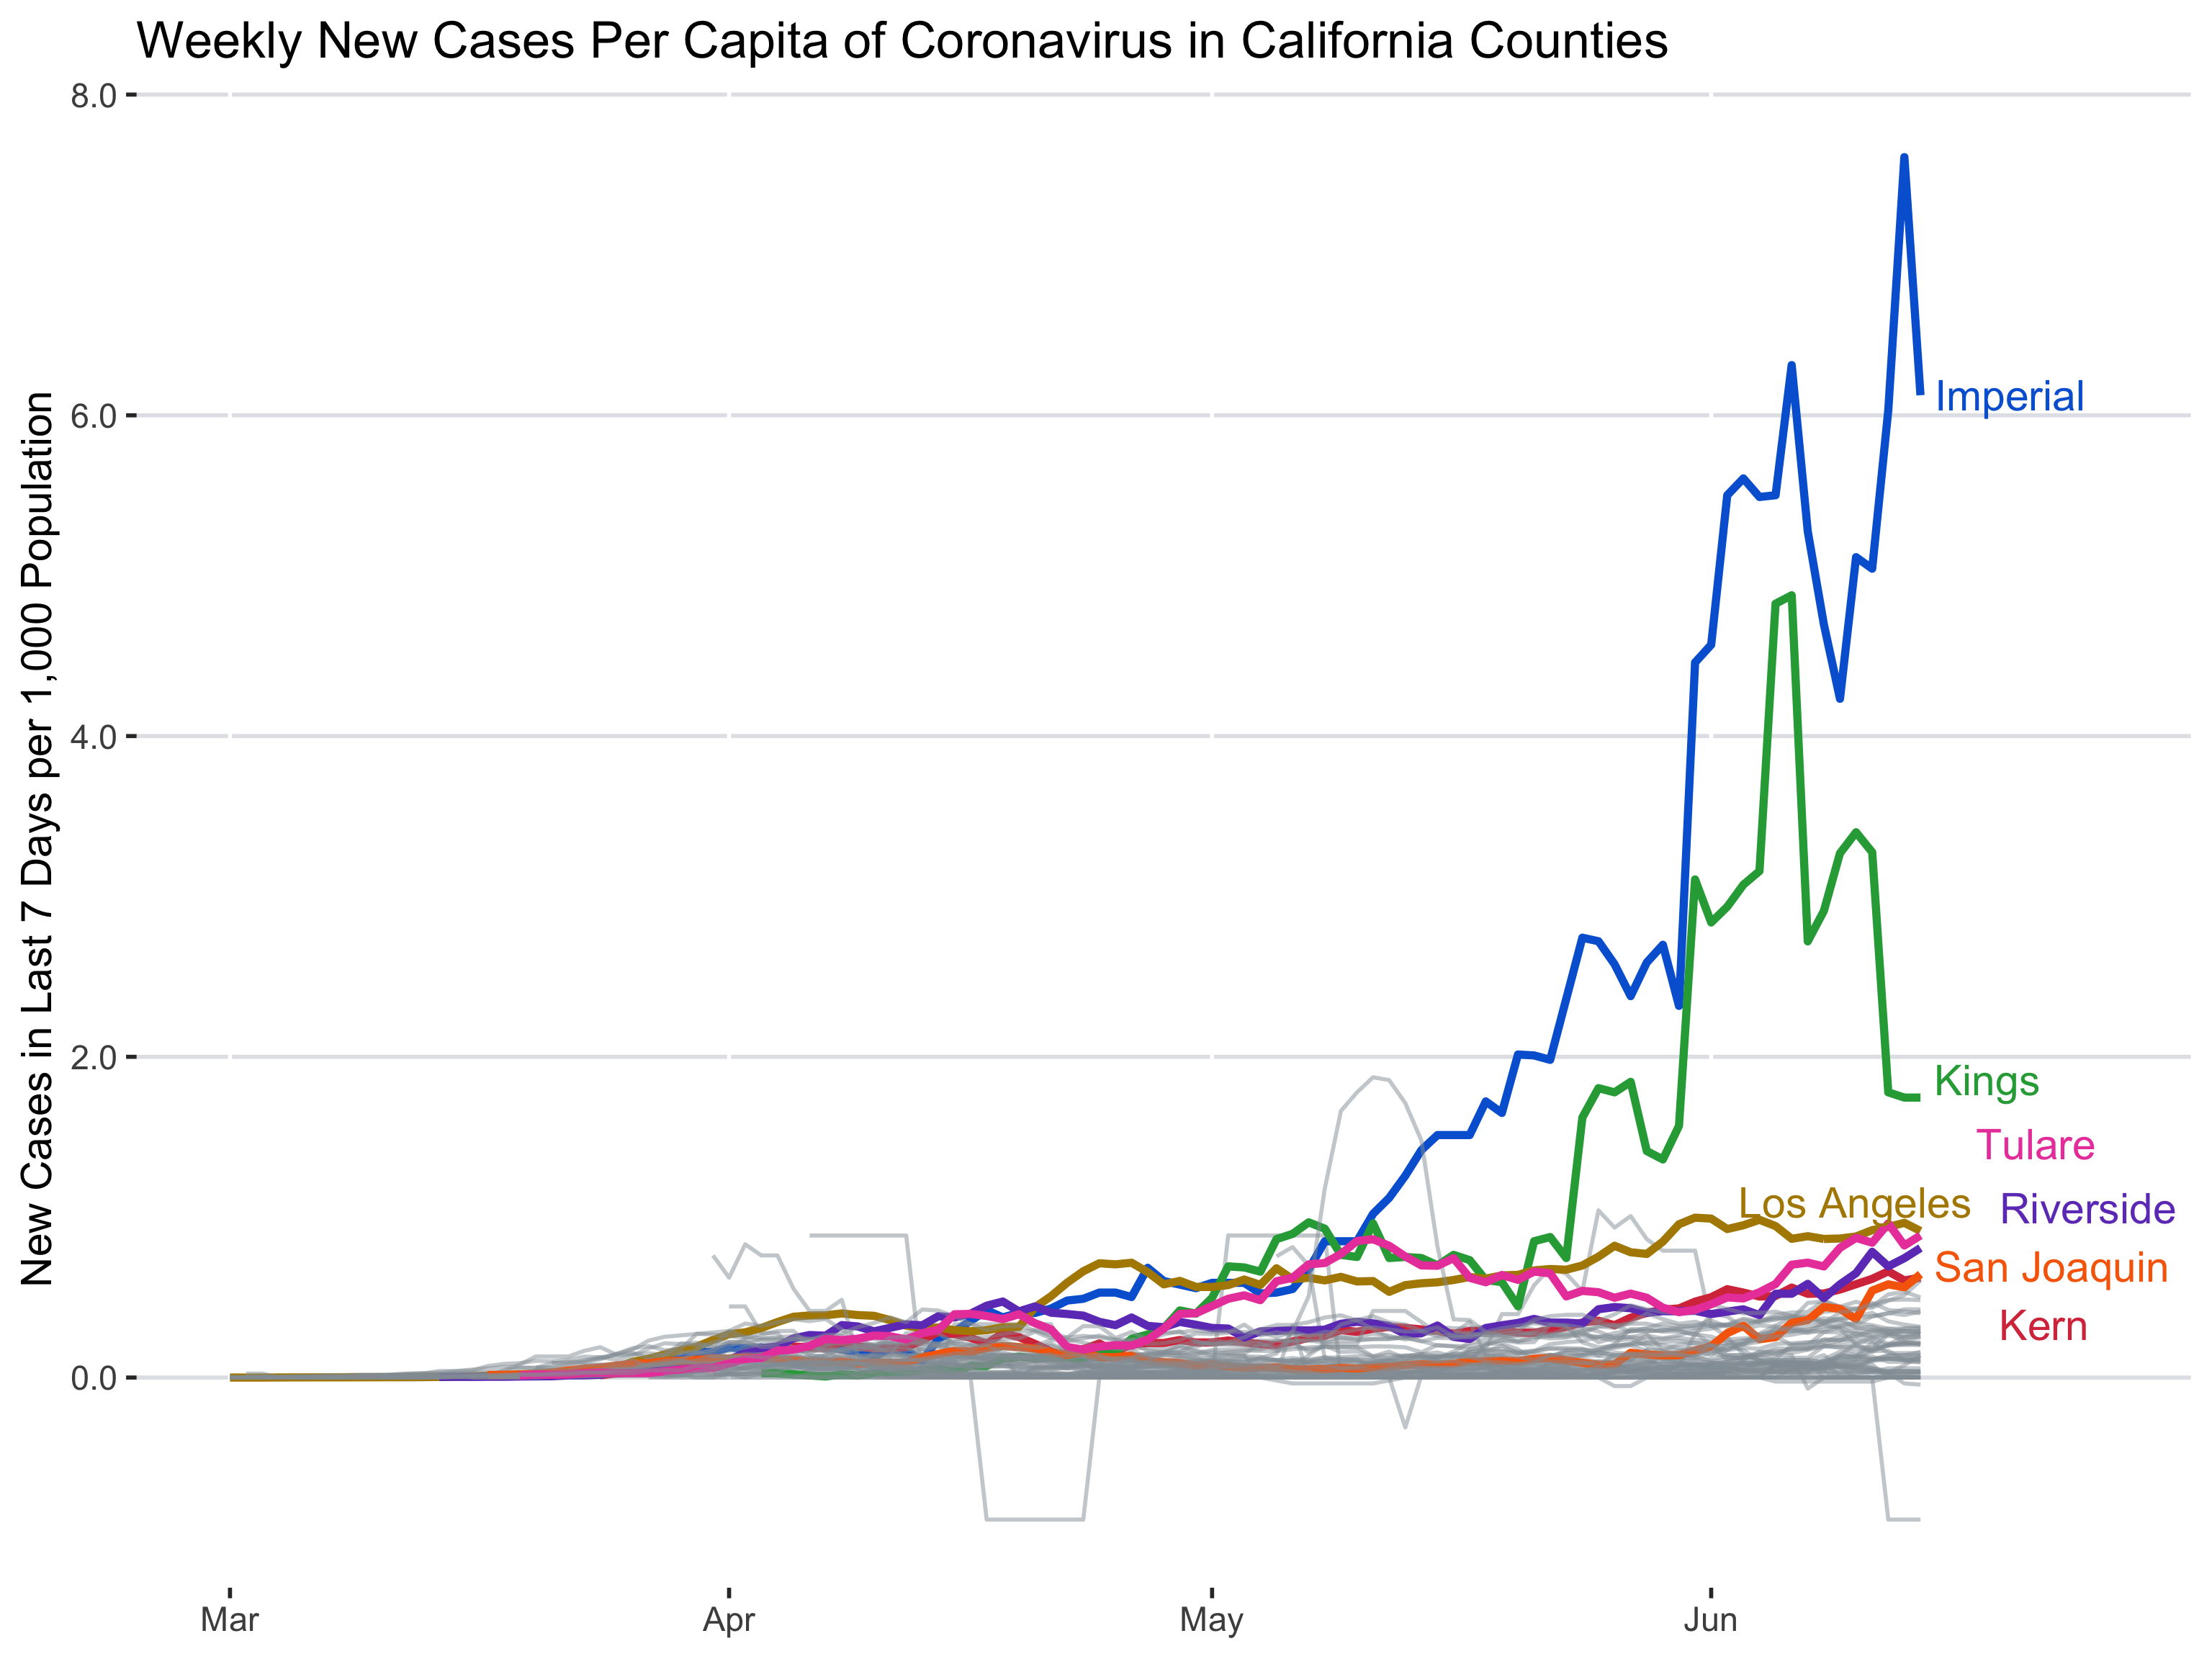 Weekly New Cases Per Capita of Coronavirus in California Counties
New Cases in Last 7 Days per 1,000 Population
8.0
6.0
4.0
2.0
0.0
Imperial
Kings
Tulare
Los Angeles
Riverside
San Joaquin
Kern
Mar
Apr
May
Jun